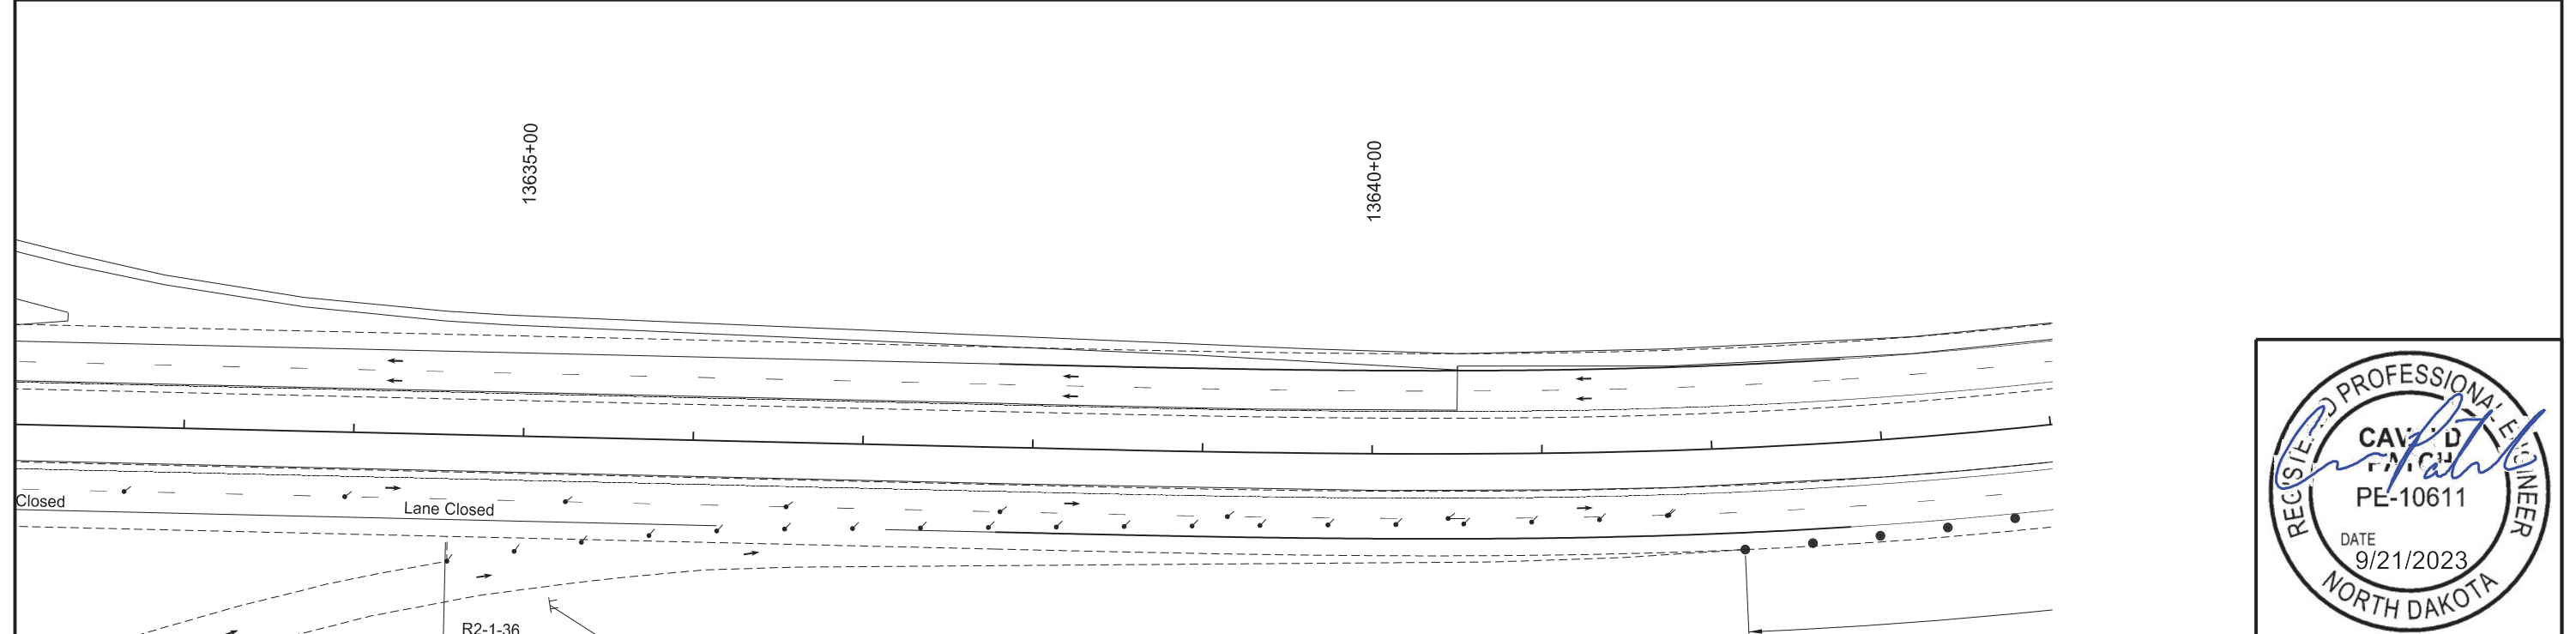 13635+00
13640+00
Closed
Lane Closed
R2-1-36
PROFESSIONAL
PE-10611
DATE
9/21/2023
NORTH DAKOTA